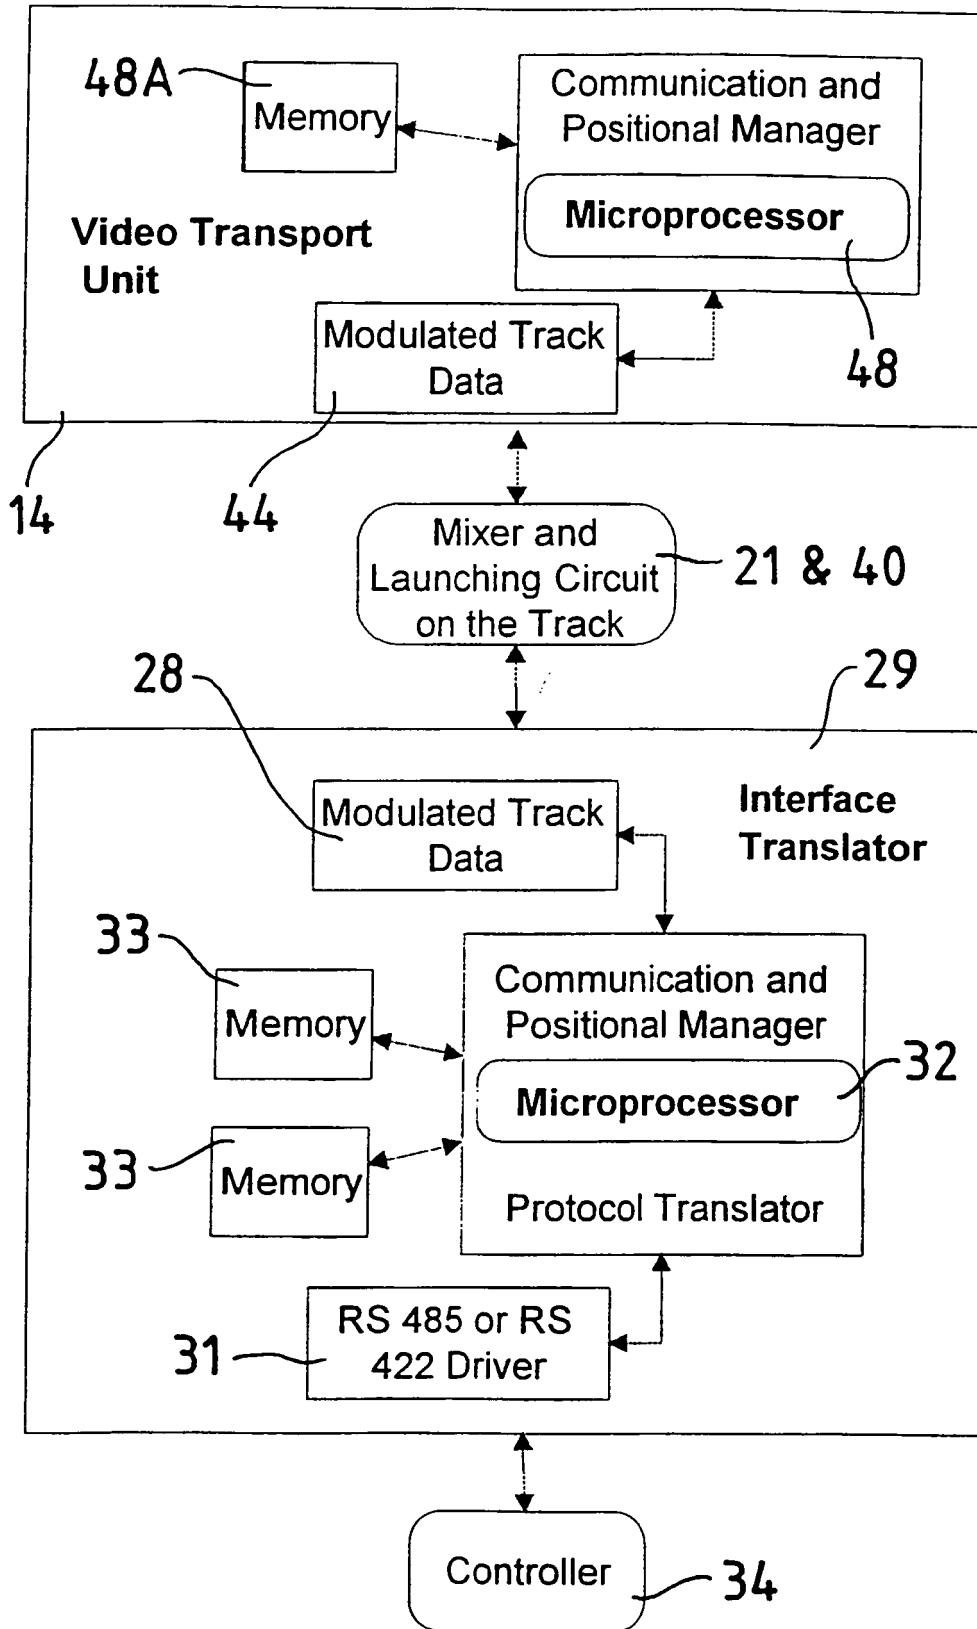 48A
Memory
Communication and
Positional Manager
Microprocessor
Video Transport
Unit
Modulated Track
Data
48
14
44
Mixer and
Launching Circuit
on the Track
21 & 40
28
29
Modulated Track
Data
Interface
Translator
33
Memory
Communication and
Positional Manager
32
Microprocessor
33
Memory
Protocol Translator
RS 485 or RS
422 Driver
31
Controller
34